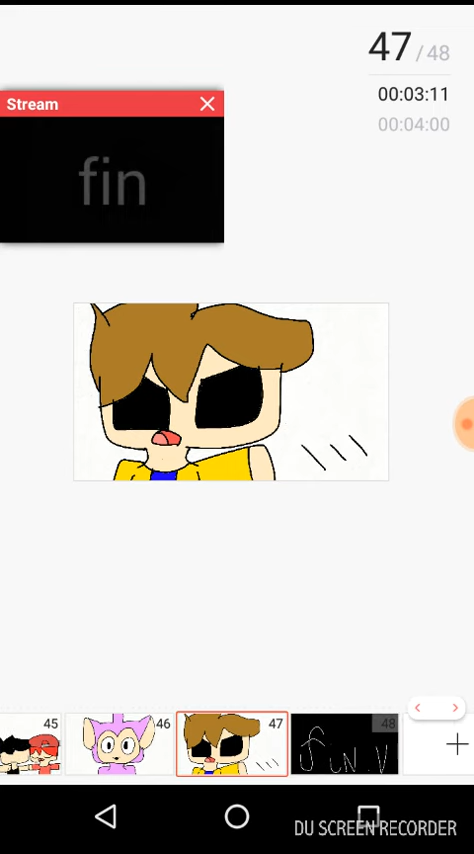 47 / 48
Stream
00:03:11
00:04:00
fin
45
46
47
48
DU SCREEN RECORDER